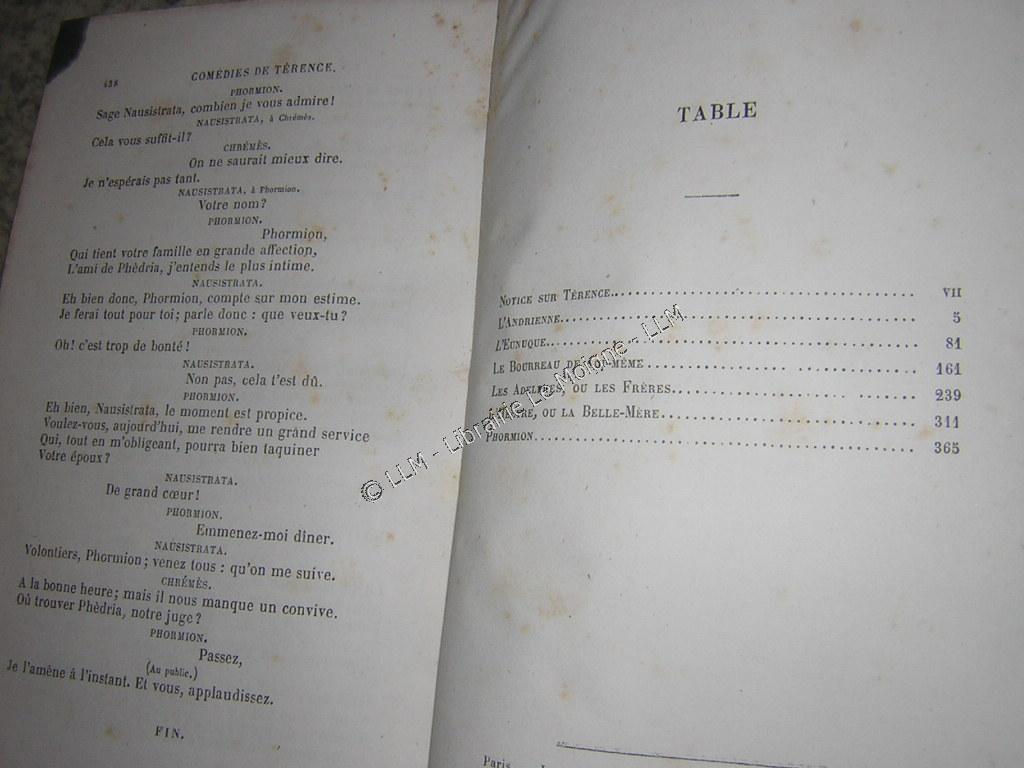 438 COMÉDIES DE TÉRENCE.
PHORMION.
Sage Nausistrata, combien je vous admire!
NAUSISTRATA, à Chrémès.
Cela vous suffit-il?
CHRÉMÈS.
On ne saurait mieux dire.
Je n'espérais pas tant.
NAUSISTRATA, à Phormion.
Votre nom?
PHORMION.
Phormion,
Qui tient votre famille en grande affection,
L'ami de Phèdria, j'entends le plus intime.
NAUSISTRATA.
Eh bien donc, Phormion, compte sur mon estime.
Je ferai tout pour toi; parle donc : que veux-tu?
PHORMION.
Oh! c'est trop de bonté!
NAUSISTRATA.
Non pas, cela t'est dû.
PHORMION.
Eh bien, Nausistrata, le moment est propice.
Voulez-vous, aujourd'hui, me rendre un grand service
Qui, tout en m'obligeant, pourra bien taquiner
Votre époux?
NAUSISTRATA.
De grand cœur!
PHORMION.
Emmenez-moi dîner.
NAUSISTRATA.
Volontiers, Phormion; venez tous : qu'on me suive.
CHRÉMÈS.
A la bonne heure; mais il nous manque un convive.
Où trouver Phèdria, notre juge?
PHORMION.
Passez,
(Au public.)
Je l'amène à l'instant. Et vous, applaudissez.
FIN.
TABLE
NOTICE SUR TÉRENCE. VII
L'ANDRIENNE. 5
L'EUNUQUE. 81
LE BOURREAU DE SOI-MÊME 161
LES ADELPHES, OU LES FRÈRES. 239
OU LA BELLE-MÈRE. 311
PHORMION. 365
© LLM - Librairie Le Moigne - LLM
Paris.